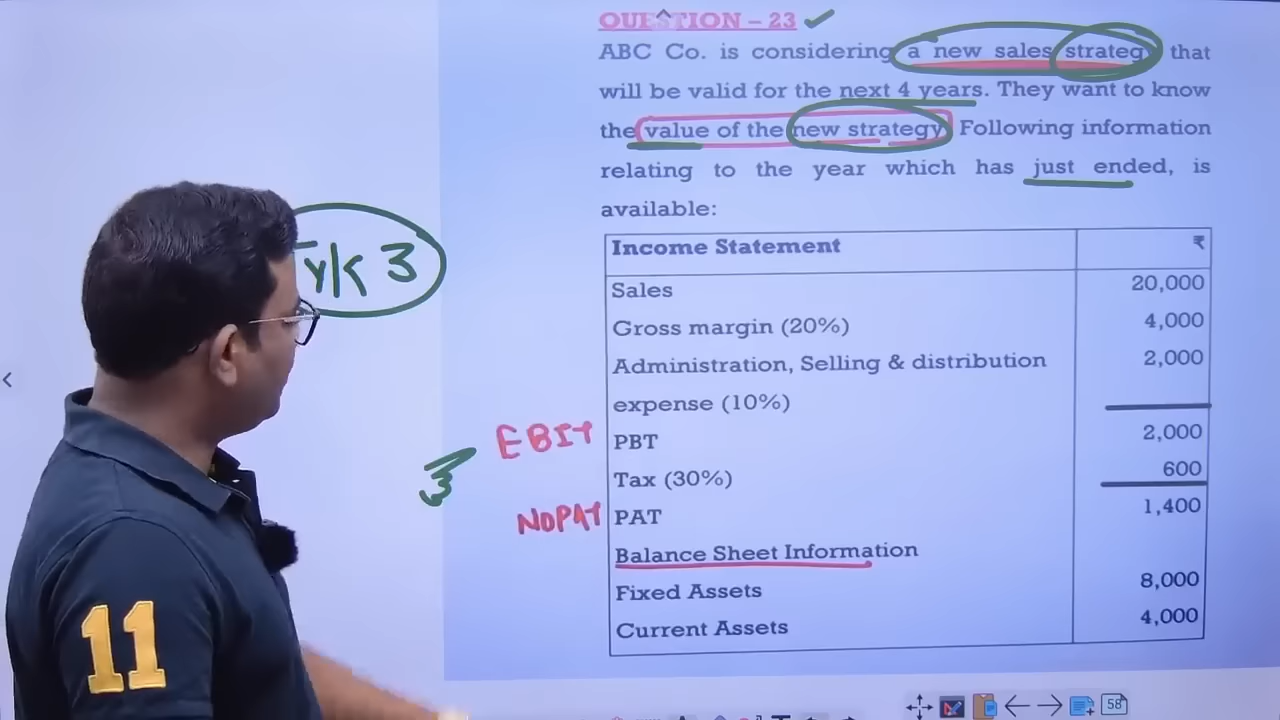 QUESTION – 23
ABC Co. is considering a new sales strateg that
will be valid for the next 4 years. They want to know
the value of the new strategy. Following information
relating to the year which has just ended, is
available:
Income Statement ₹
Sales 20,000
Gross margin (20%) 4,000
Administration, Selling & distribution 2,000
expense (10%)
EBIT PBT 2,000
Tax (30%) 600
NOPAT PAT 1,400
Balance Sheet Information
Fixed Assets 8,000
Current Assets 4,000
3
11
58